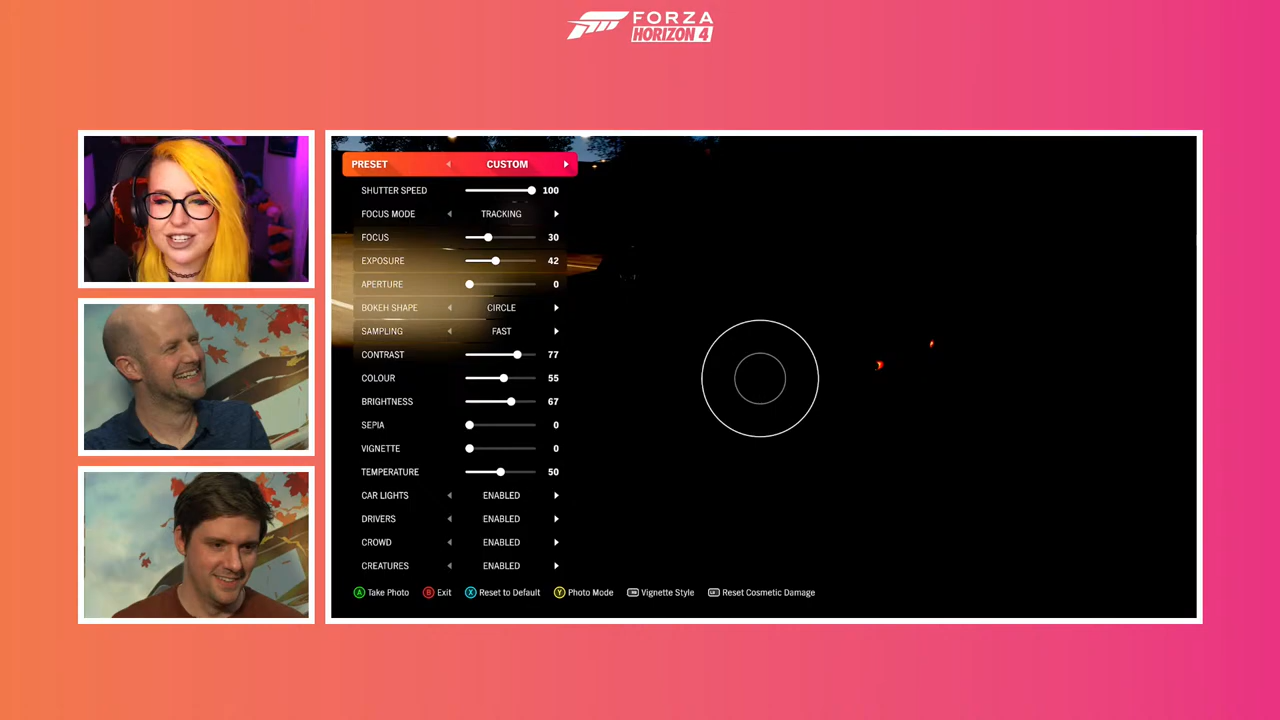 FORZA
HORIZON 4
PRESET CUSTOM
SHUTTER SPEED 100
FOCUS MODE TRACKING
FOCUS 30
EXPOSURE 42
APERTURE 0
BOKEH SHAPE CIRCLE
SAMPLING FAST
CONTRAST 77
COLOUR 55
BRIGHTNESS 67
SEPIA 0
VIGNETTE 0
TEMPERATURE 50
CAR LIGHTS ENABLED
DRIVERS ENABLED
CROWD ENABLED
CREATURES ENABLED
A Take Photo B Exit X Reset to Default Y Photo Mode Vignette Style Reset Cosmetic Damage